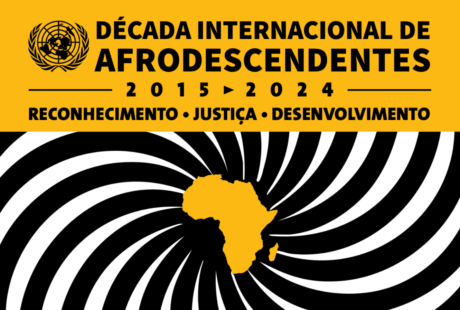 DÉCADA INTERNACIONAL DE
AFRODESCENDENTES
2015 ► 2024
RECONHECIMENTO • JUSTIÇA • DESENVOLVIMENTO